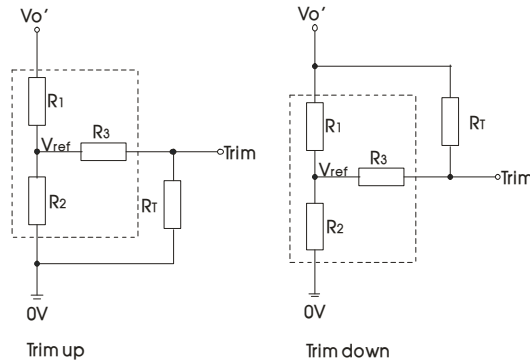 Vo'
R1
R3
Vref
Trim
R2
RT
0V
Trim up
Vo'
R1
RT
Vref
R3
Trim
R2
0V
Trim down